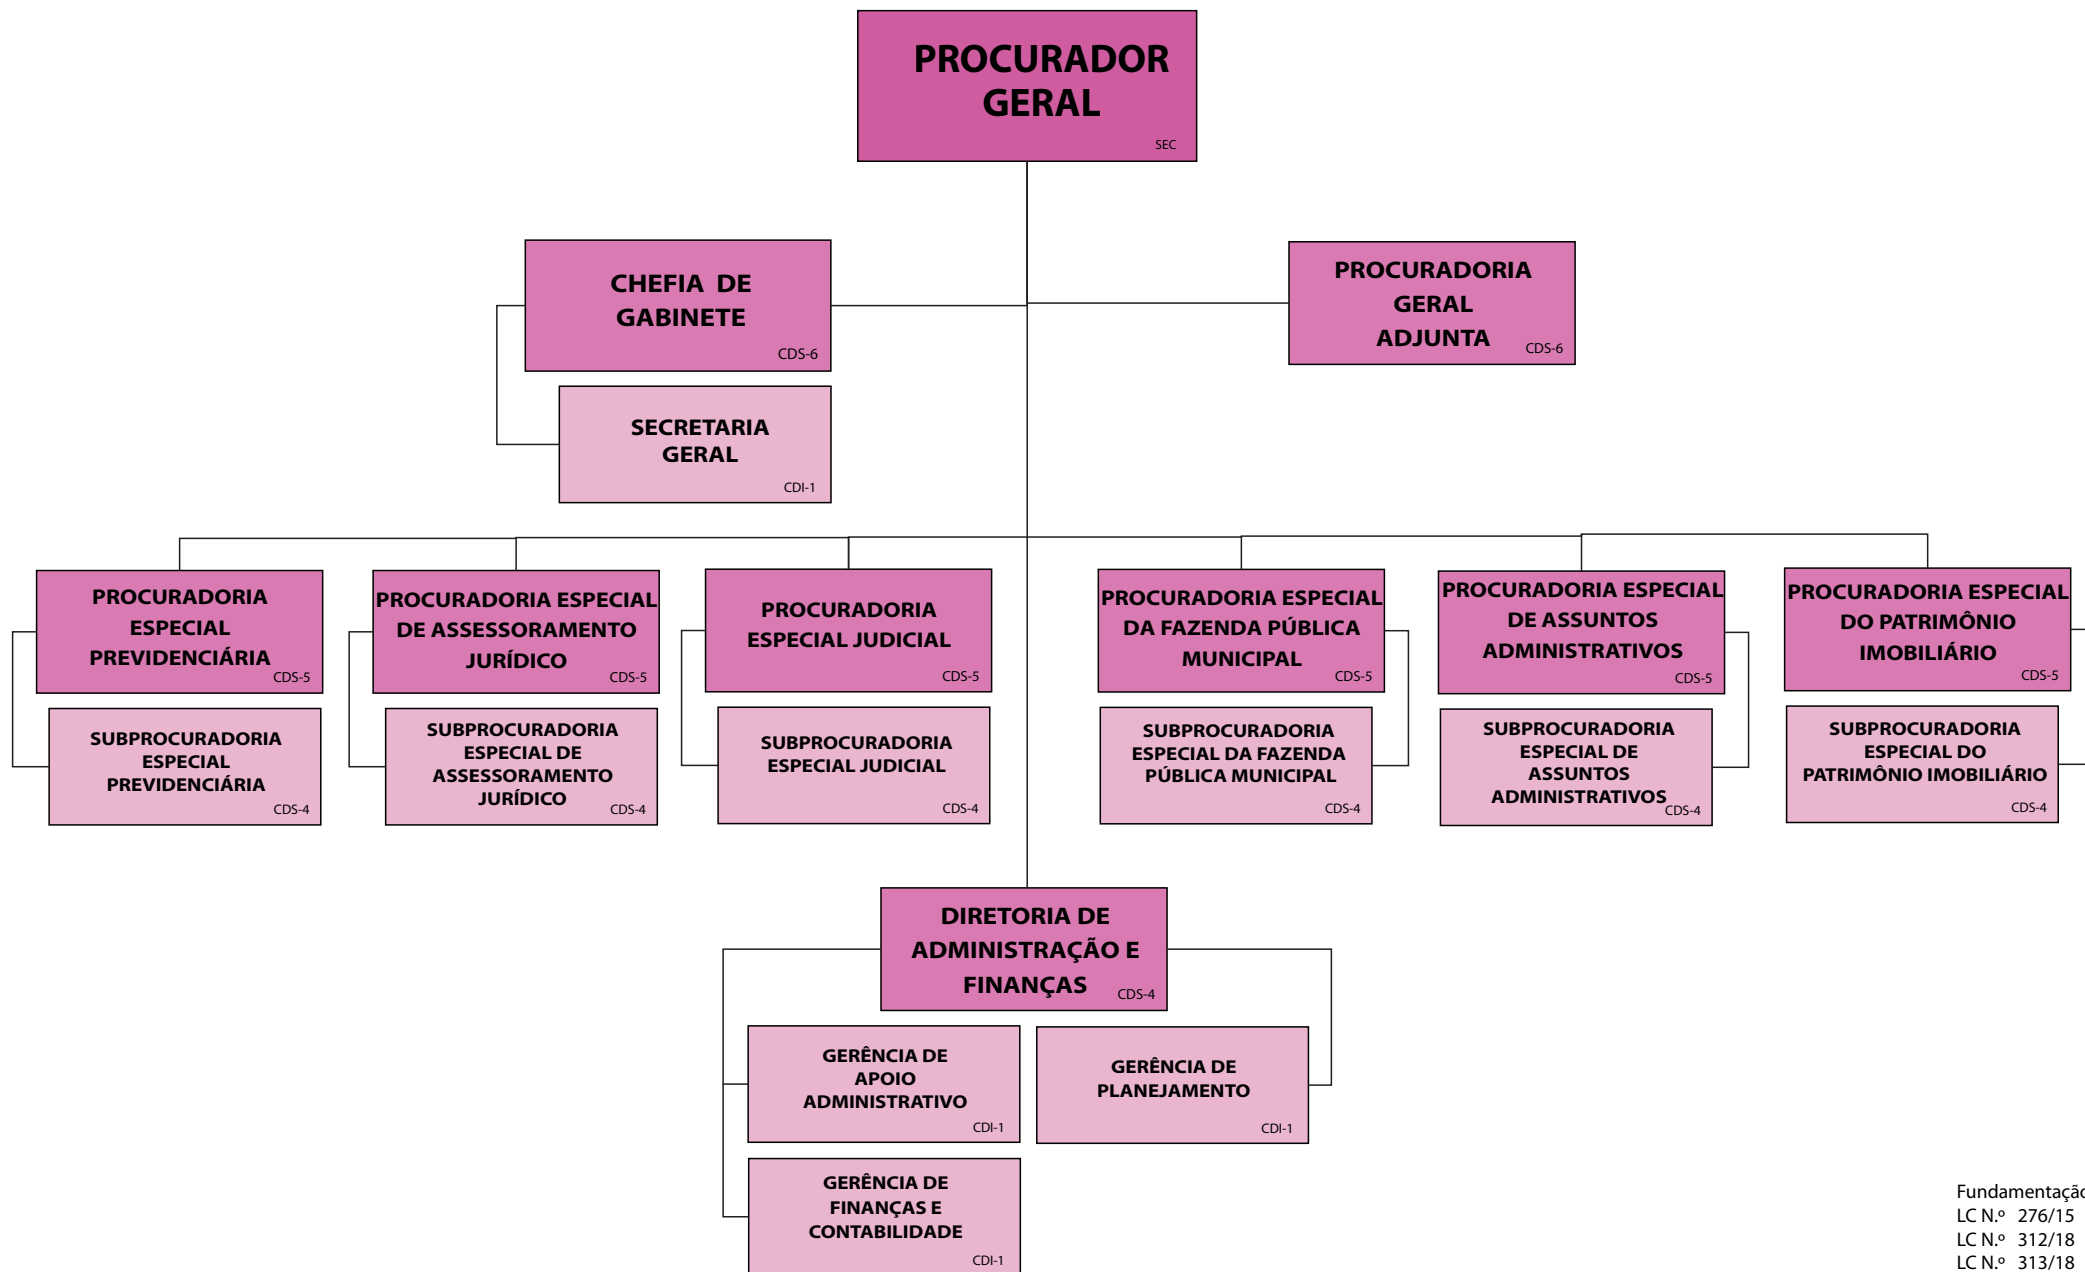 PROCURADOR
GERAL
SEC
CHEFIA DE
GABINETE
CDS-6
PROCURADORIA
GERAL
ADJUNTA
CDS-6
SECRETARIA
GERAL
CDI-1
PROCURADORIA
ESPECIAL
PREVIDENCIÁRIA
CDS-5
PROCURADORIA ESPECIAL
DE ASSESSORAMENTO
JURÍDICO
CDS-5
PROCURADORIA
ESPECIAL JUDICIAL
CDS-5
PROCURADORIA ESPECIAL
DA FAZENDA PÚBLICA
MUNICIPAL
CDS-5
PROCURADORIA ESPECIAL
DE ASSUNTOS
ADMINISTRATIVOS
CDS-5
PROCURADORIA ESPECIAL
DO PATRIMÔNIO
IMOBILIÁRIO
CDS-5
SUBPROCURADORIA
ESPECIAL
PREVIDENCIÁRIA
CDS-4
SUBPROCURADORIA
ESPECIAL DE
ASSESSORAMENTO
JURÍDICO
CDS-4
SUBPROCURADORIA
ESPECIAL JUDICIAL
CDS-4
SUBPROCURADORIA
ESPECIAL DA FAZENDA
PÚBLICA MUNICIPAL
CDS-4
SUBPROCURADORIA
ESPECIAL DE
ASSUNTOS
ADMINISTRATIVOS
CDS-4
SUBPROCURADORIA
ESPECIAL DO
PATRIMÔNIO IMOBILIÁRIO
CDS-4
DIRETORIA DE
ADMINISTRAÇÃO E
FINANÇAS
CDS-4
GERÊNCIA DE
APOIO
ADMINISTRATIVO
CDI-1
GERÊNCIA DE
PLANEJAMENTO
CDI-1
GERÊNCIA DE
FINANÇAS E
CONTABILIDADE
CDI-1
Fundamentação
LC N.º 276/15
LC N.º 312/18
LC N.º 313/18